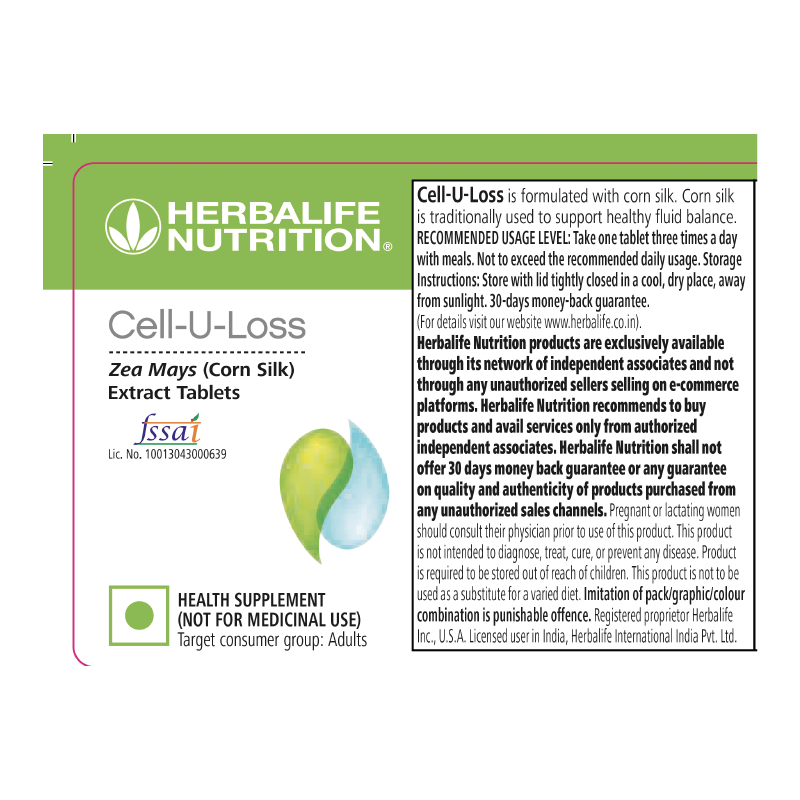 HERBALIFE
NUTRITION®
Cell-U-Loss
Zea Mays (Corn Silk)
Extract Tablets
fssai
Lic. No. 10013043000639
HEALTH SUPPLEMENT
(NOT FOR MEDICINAL USE)
Target consumer group: Adults
Cell-U-Loss is formulated with corn silk. Corn silk
is traditionally used to support healthy fluid balance.
RECOMMENDED USAGE LEVEL: Take one tablet three times a day
with meals. Not to exceed the recommended daily usage. Storage
Instructions: Store with lid tightly closed in a cool, dry place, away
from sunlight. 30-days money-back guarantee.
(For details visit our website www.herbalife.co.in).
Herbalife Nutrition products are exclusively available
through its network of independent associates and not
through any unauthorized sellers selling on e-commerce
platforms. Herbalife Nutrition recommends to buy
products and avail services only from authorized
independent associates. Herbalife Nutrition shall not
offer 30 days money back guarantee or any guarantee
on quality and authenticity of products purchased from
any unauthorized sales channels. Pregnant or lactating women
should consult their physician prior to use of this product. This product
is not intended to diagnose, treat, cure, or prevent any disease. Product
is required to be stored out of reach of children. This product is not to be
used as a substitute for a varied diet. Imitation of pack/graphic/colour
combination is punishable offence. Registered proprietor Herbalife
Inc., U.S.A. Licensed user in India, Herbalife International India Pvt. Ltd.